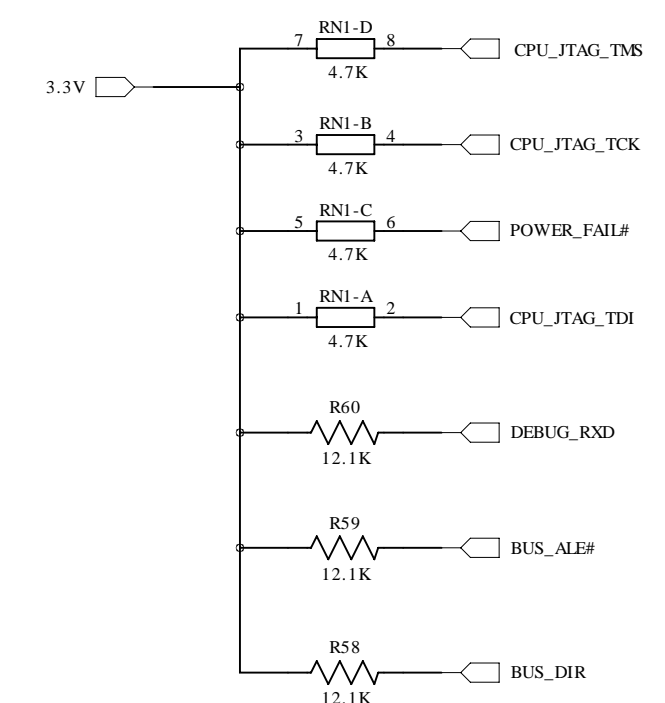 RN1-D
7 8 CPU_JTAG_TMS
4.7K
3.3V
RN1-B
3 4 CPU_JTAG_TCK
4.7K
RN1-C
5 6 POWER_FAIL#
4.7K
RN1-A
1 2 CPU_JTAG_TDI
4.7K
R60
DEBUG_RXD
12.1K
R59
BUS_ALE#
12.1K
R58
BUS_DIR
12.1K